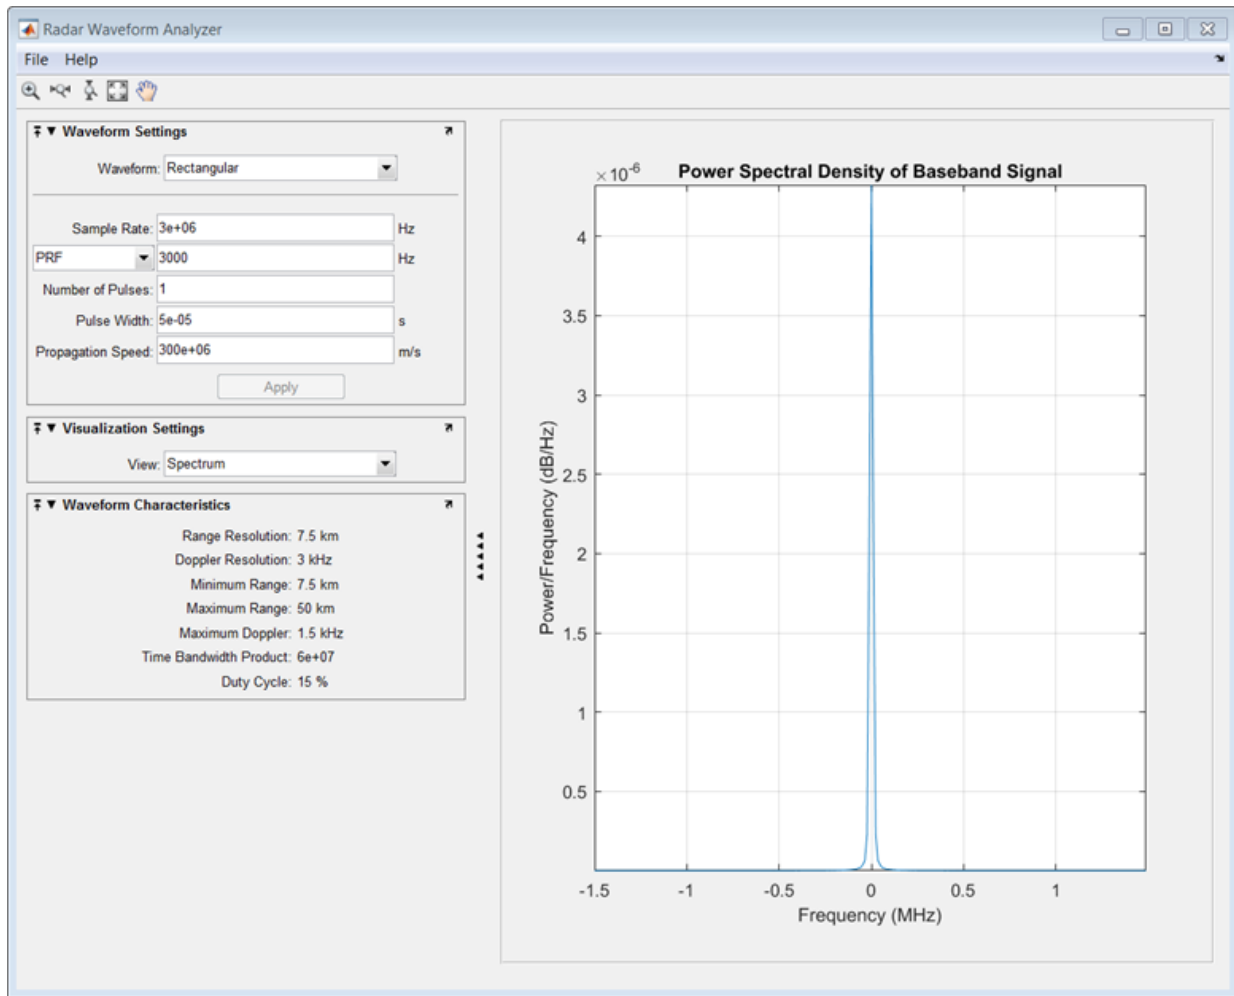 Radar Waveform Analyzer
File Help
Waveform Settings
Waveform: Rectangular
Sample Rate: 3e+06 Hz
PRF 3000 Hz
Number of Pulses: 1
Pulse Width: 5e-05 s
Propagation Speed: 300e+06 m/s
Apply
Visualization Settings
View: Spectrum
Waveform Characteristics
Range Resolution: 7.5 km
Doppler Resolution: 3 kHz
Minimum Range: 7.5 km
Maximum Range: 50 km
Maximum Doppler: 1.5 kHz
Time Bandwidth Product: 6e+07
Duty Cycle: 15 %
×10⁻⁶ Power Spectral Density of Baseband Signal
4
3.5
3
2.5
2
1.5
1
0.5
Power/Frequency (dB/Hz)
-1.5 -1 -0.5 0 0.5 1
Frequency (MHz)